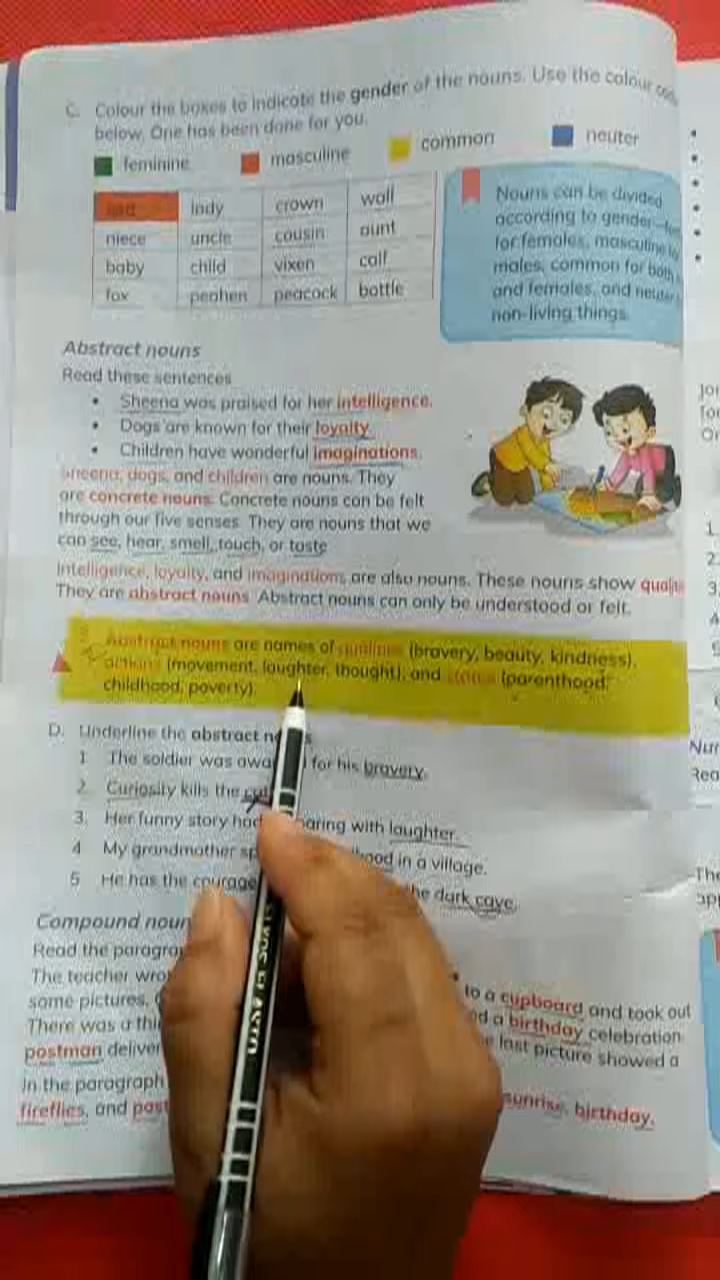 C. Colour the boxes to indicate the gender of the nouns. Use the colour
below. One has been done for you.
feminine masculine common neuter
lady crown wall
niece uncle cousin aunt
baby child vixen calf
fox peahen peacock bottle
Nouns can be divided
according to gender
for females, masculine
males, common for both
and females, and neuter
non-living things.
Abstract nouns
Read these sentences
• Sheena was praised for her intelligence.
• Dogs are known for their loyalty.
• Children have wonderful imaginations.
Sheena, dogs, and children are nouns. They
are concrete nouns. Concrete nouns can be felt
through our five senses. They are nouns that we
can see, hear, smell, touch, or taste
Intelligence, loyalty, and imaginations are also nouns. These nouns show
They are abstract nouns. Abstract nouns can only be understood or felt.
Abstract nouns are names of qualities (bravery, beauty, kindness),
actions (movement, laughter, thought), and states (parenthood,
childhood, poverty).
D. Underline the abstract
1 The soldier was for his bravery.
2. Curiosity kills the
3. Her funny story with laughter.
4 My grandmother in a village.
5 He has the courage dark cave.
Compound
Read the
The teacher to a cupboard and took out
some pictures. a birthday celebration
There was a last picture showed a
postman
In the paragraph
fireflies, and sunrise, birthday.